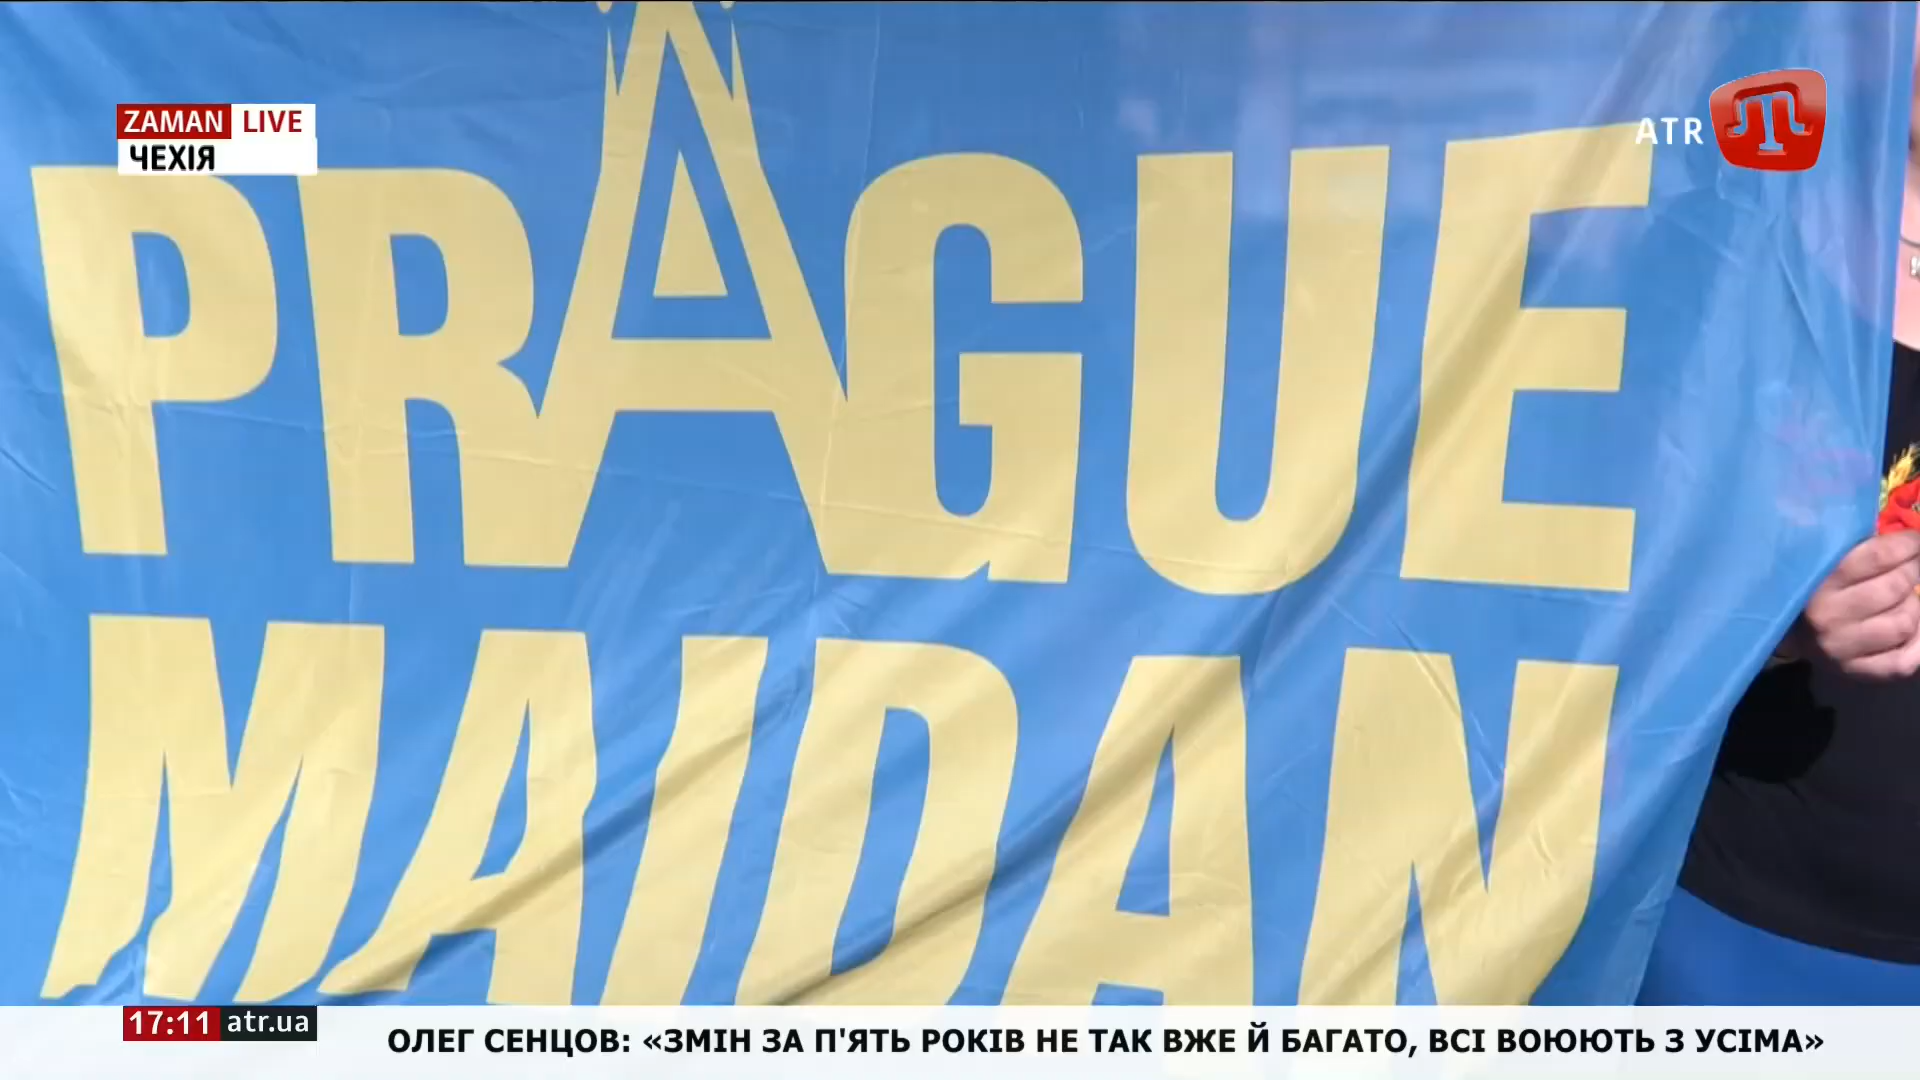 ZAMAN LIVE
ЧЕХІЯ
ATR
PRAGUE
MAIDAN
17:11 atr.ua
ОЛЕГ СЕНЦОВ: «ЗМІН ЗА П'ЯТЬ РОКІВ НЕ ТАК ВЖЕ Й БАГАТО, ВСІ ВОЮЮТЬ З УСІМА»